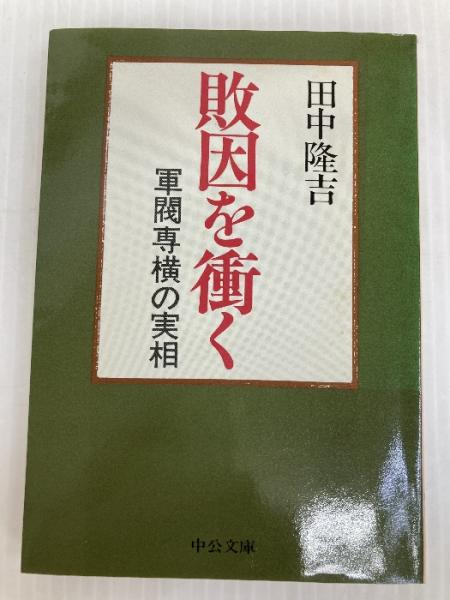 田中隆吉
敗因を衝く
軍閥専横の実相
中公文庫